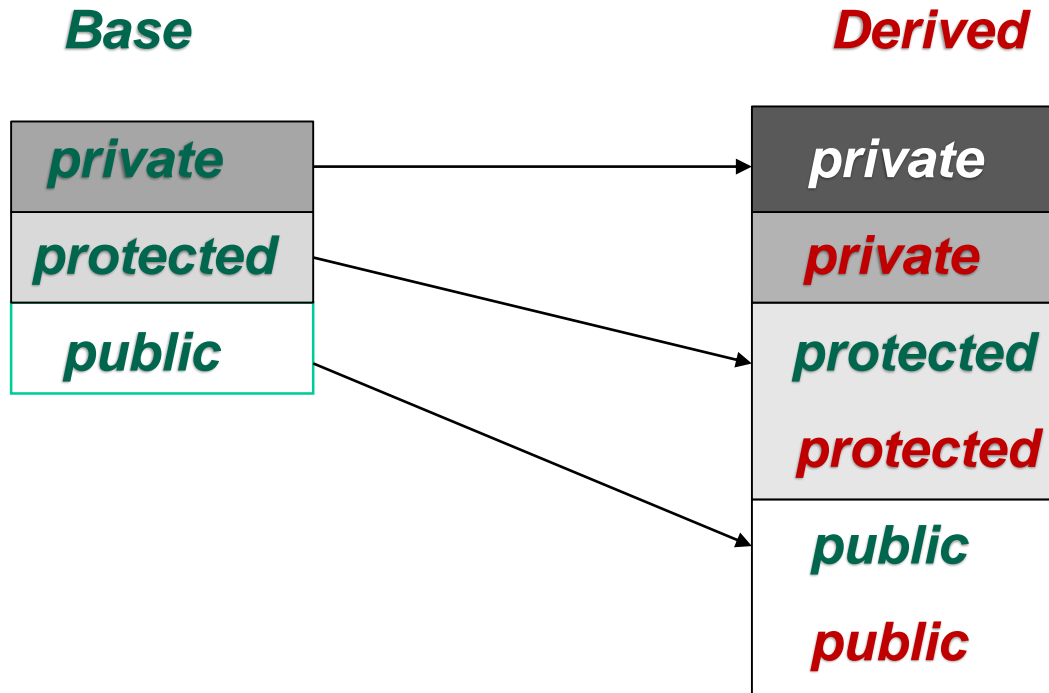 Base
Derived
private
protected
public
private
private
protected
protected
public
public